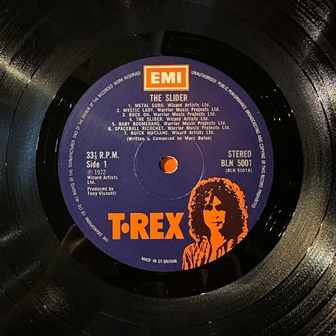 EMI
THE SLIDER
1. METAL GURU. Wizard Artists Ltd.
2. MYSTIC LADY. Warrior Music Projects Ltd.
3. ROCK ON. Warrior Music Projects Ltd.
4. THE SLIDER. Wizard Artists Ltd.
5. BABY BOOMERANG. Warrior Music Projects Ltd.
6. SPACEBALL RICOCHET. Warrior Music Projects Ltd.
7. BUICK MACLANE. Wizard Artists Ltd.
(Written & Composed by Marc Bolan)
33⅓ R.P.M.
Side 1
STEREO
BLN 5001
(BLN 5001A)
Ⓟ 1972
Wizard
Artists Ltd.
Produced by
Tony Visconti
T·REX
MADE IN GT BRITAIN